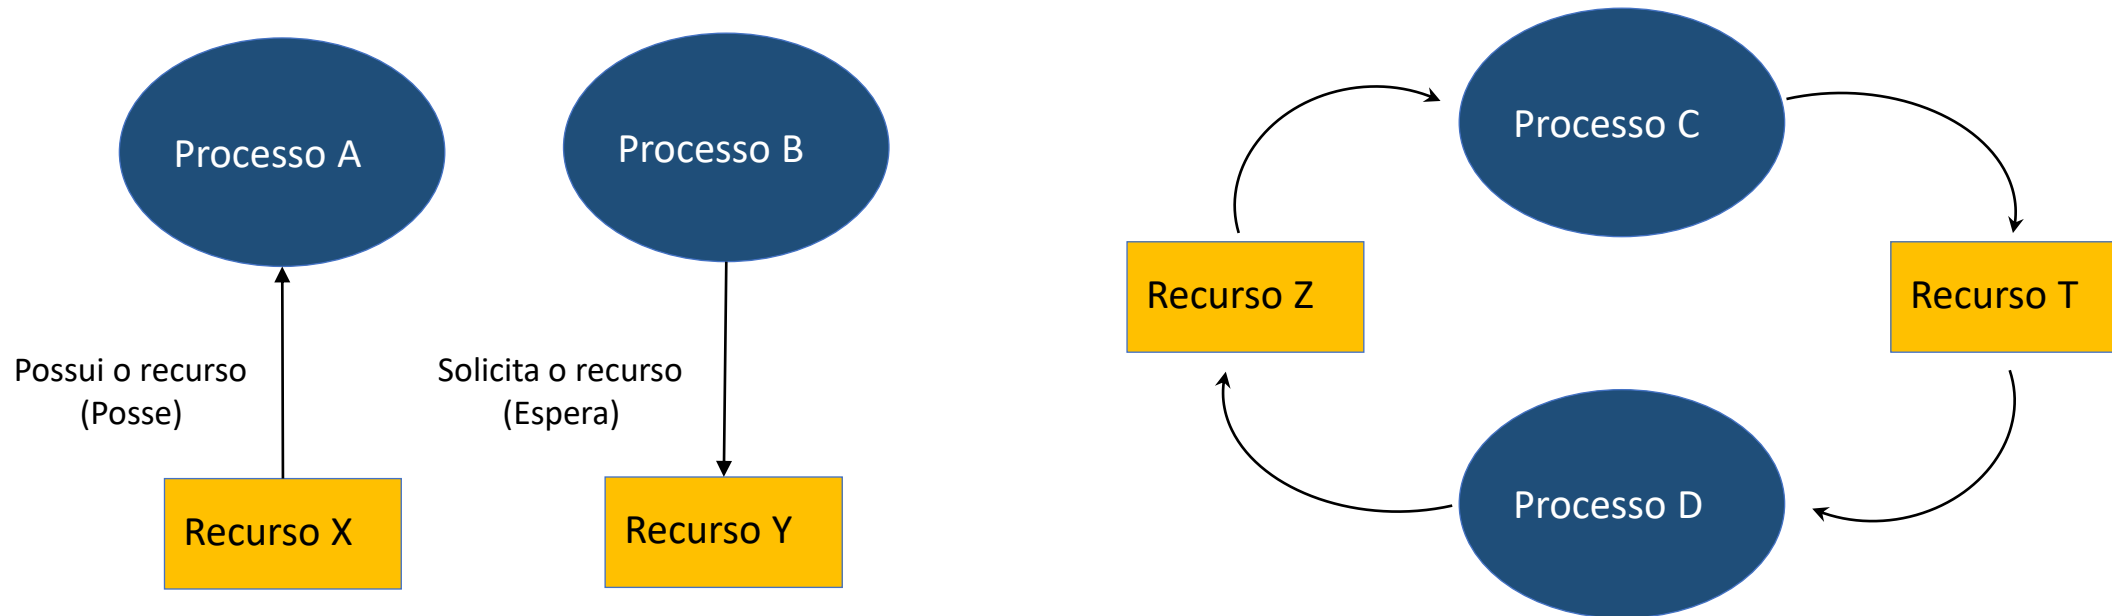 Processo A
Processo B
Possui o recurso
(Posse)
Solicita o recurso
(Espera)
Recurso X
Recurso Y
Processo C
Recurso Z
Recurso T
Processo D